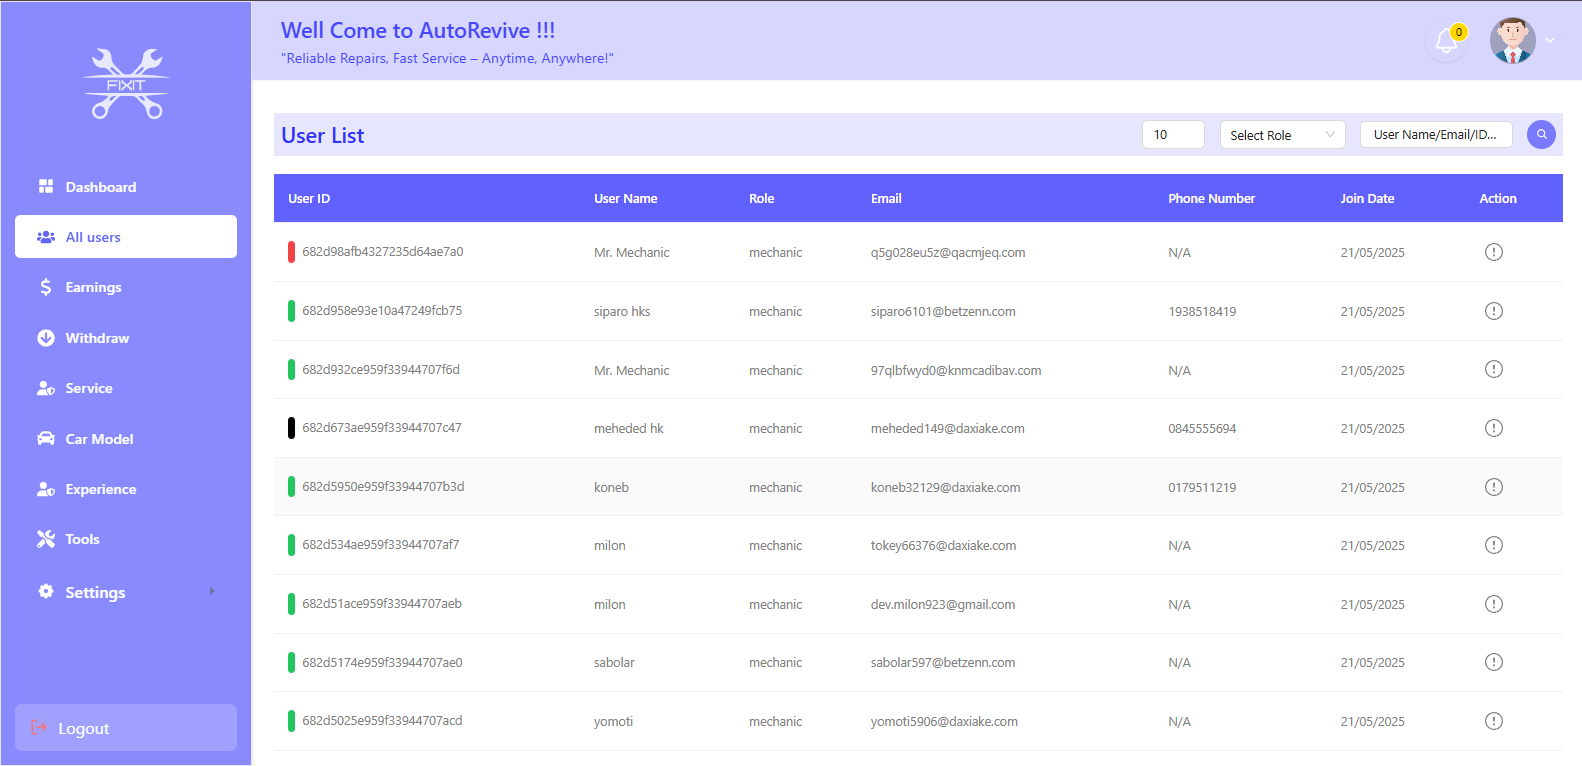 FIXIT
Dashboard
All users
Earnings
Withdraw
Service
Car Model
Experience
Tools
Settings
Logout
Well Come to AutoRevive !!!
"Reliable Repairs, Fast Service – Anytime, Anywhere!"
0
User List
10
Select Role
User Name/Email/ID...
User ID User Name Role Email Phone Number Join Date Action
682d98afb4327235d64ae7a0 Mr. Mechanic mechanic q5g028eu5z@qacmjeq.com N/A 21/05/2025
682d958e93e10a47249fcb75 siparo hks mechanic siparo6101@betzenn.com 1938518419 21/05/2025
682d932ce959f33944707f6d Mr. Mechanic mechanic 97qlbfwyd0@knmcadibav.com N/A 21/05/2025
682d673ae959f33944707c47 meheded hk mechanic meheded149@daxiake.com 0845555694 21/05/2025
682d5950e959f33944707b3d koneb mechanic koneb32129@daxiake.com 0179511219 21/05/2025
682d534ae959f33944707af7 milon mechanic tokey66376@daxiake.com N/A 21/05/2025
682d51ace959f33944707aeb milon mechanic dev.milon923@gmail.com N/A 21/05/2025
682d5174e959f33944707ae0 sabolar mechanic sabolar597@betzenn.com N/A 21/05/2025
682d5025e959f33944707acd yomoti mechanic yomoti5906@daxiake.com N/A 21/05/2025